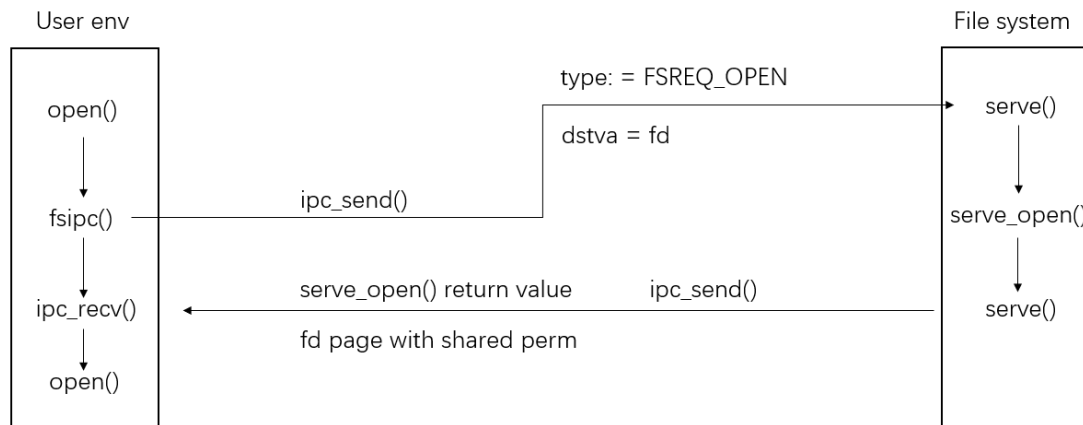 User env
File system
open()
type: = FSREQ_OPEN
serve()
dstva = fd
ipc_send()
fsipc()
serve_open()
serve_open() return value
ipc_send()
ipc_recv()
serve()
fd page with shared perm
open()